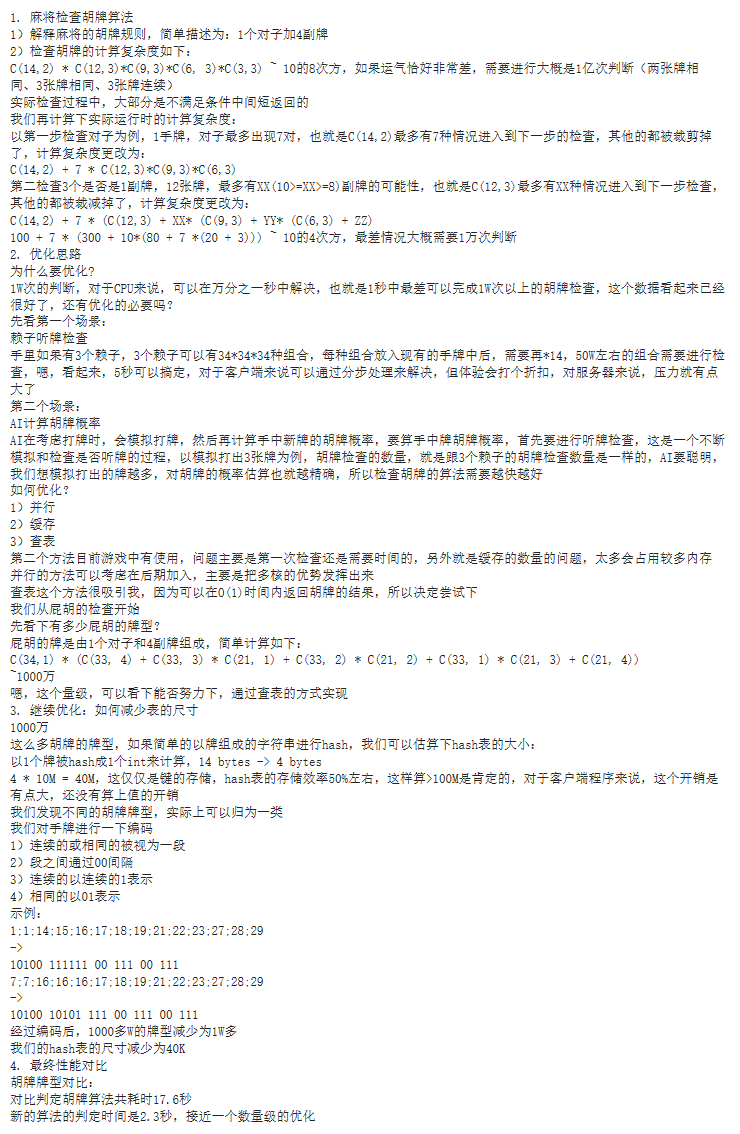 1. 麻将检查胡牌算法
1）解释麻将的胡牌规则，简单描述为：1个对子加4副牌
2）检查胡牌的计算复杂度如下：
C(14,2) * C(12,3)*C(9,3)*C(6, 3)*C(3,3) ~ 10的8次方，如果运气恰好非常差，需要进行大概是1亿次判断（两张牌相
同、3张牌相同、3张牌连续）
实际检查过程中，大部分是不满足条件中间短返回的
我们再计算下实际运行时的计算复杂度：
以第一步检查对子为例，1手牌，对子最多出现7对，也就是C(14,2)最多有7种情况进入到下一步的检查，其他的都被裁剪掉
了，计算复杂度更改为：
C(14,2) + 7 * C(12,3)*C(9,3)*C(6,3)
第二检查3个是否是1副牌，12张牌，最多有XX(10>=XX>=8)副牌的可能性，也就是C(12,3)最多有XX种情况进入到下一步检查，
其他的都被裁减掉了，计算复杂度更改为：
C(14,2) + 7 * (C(12,3) + XX* (C(9,3) + YY* (C(6,3) + ZZ)
100 + 7 * (300 + 10*(80 + 7 *(20 + 3))) ~ 10的4次方，最差情况大概需要1万次判断
2. 优化思路
为什么要优化?
1W次的判断，对于CPU来说，可以在万分之一秒中解决，也就是1秒中最差可以完成1W次以上的胡牌检查，这个数据看起来已经
很好了，还有优化的必要吗？
先看第一个场景：
赖子听牌检查
手里如果有3个赖子，3个赖子可以有34*34*34种组合，每种组合放入现有的手牌中后，需要再*14，50W左右的组合需要进行检
查，嗯，看起来，5秒可以搞定，对于客户端来说可以通过分步处理来解决，但体验会打个折扣，对服务器来说，压力就有点
大了
第二个场景：
AI计算胡牌概率
AI在考虑打牌时，会模拟打牌，然后再计算手中新牌的胡牌概率，要算手中牌胡牌概率，首先要进行听牌检查，这是一个不断
模拟和检查是否听牌的过程，以模拟打出3张牌为例，胡牌检查的数量，就是跟3个赖子的胡牌检查数量是一样的，AI要聪明，
我们想模拟打出的牌越多，对胡牌的概率估算也就越精确，所以检查胡牌的算法需要越快越好
如何优化？
1）并行
2）缓存
3）查表
第二个方法目前游戏中有使用，问题主要是第一次检查还是需要时间的，另外就是缓存的数量的问题，太多会占用较多内存
并行的方法可以考虑在后期加入，主要是把多核的优势发挥出来
查表这个方法很吸引我，因为可以在O(1)时间内返回胡牌的结果，所以决定尝试下
我们从屁胡的检查开始
先看下有多少屁胡的牌型？
屁胡的牌是由1个对子和4副牌组成，简单计算如下：
C(34,1) * (C(33, 4) + C(33, 3) * C(21, 1) + C(33, 2) * C(21, 2) + C(33, 1) * C(21, 3) + C(21, 4))
~1000万
嗯，这个量级，可以看下能否努力下，通过查表的方式实现
3. 继续优化：如何减少表的尺寸
1000万
这么多胡牌的牌型，如果简单的以牌组成的字符串进行hash，我们可以估算下hash表的大小：
以1个牌被hash成1个int来计算，14 bytes -> 4 bytes
4 * 10M = 40M，这仅仅是键的存储，hash表的存储效率50%左右，这样算>100M是肯定的，对于客户端程序来说，这个开销是
有点大，还没有算上值的开销
我们发现不同的胡牌牌型，实际上可以归为一类
我们对手牌进行一下编码
1）连续的或相同的被视为一段
2）段之间通过00间隔
3）连续的以连续的1表示
4）相同的以01表示
示例：
1;1;14;15;16;17;18;19;21;22;23;27;28;29
->
10100 111111 00 111 00 111
7;7;16;16;16;17;18;19;21;22;23;27;28;29
->
10100 10101 111 00 111 00 111
经过编码后，1000多W的牌型减少为1W多
我们的hash表的尺寸减少为40K
4. 最终性能对比
胡牌牌型对比：
对比判定胡牌算法共耗时17.6秒
新的算法的判定时间是2.3秒，接近一个数量级的优化